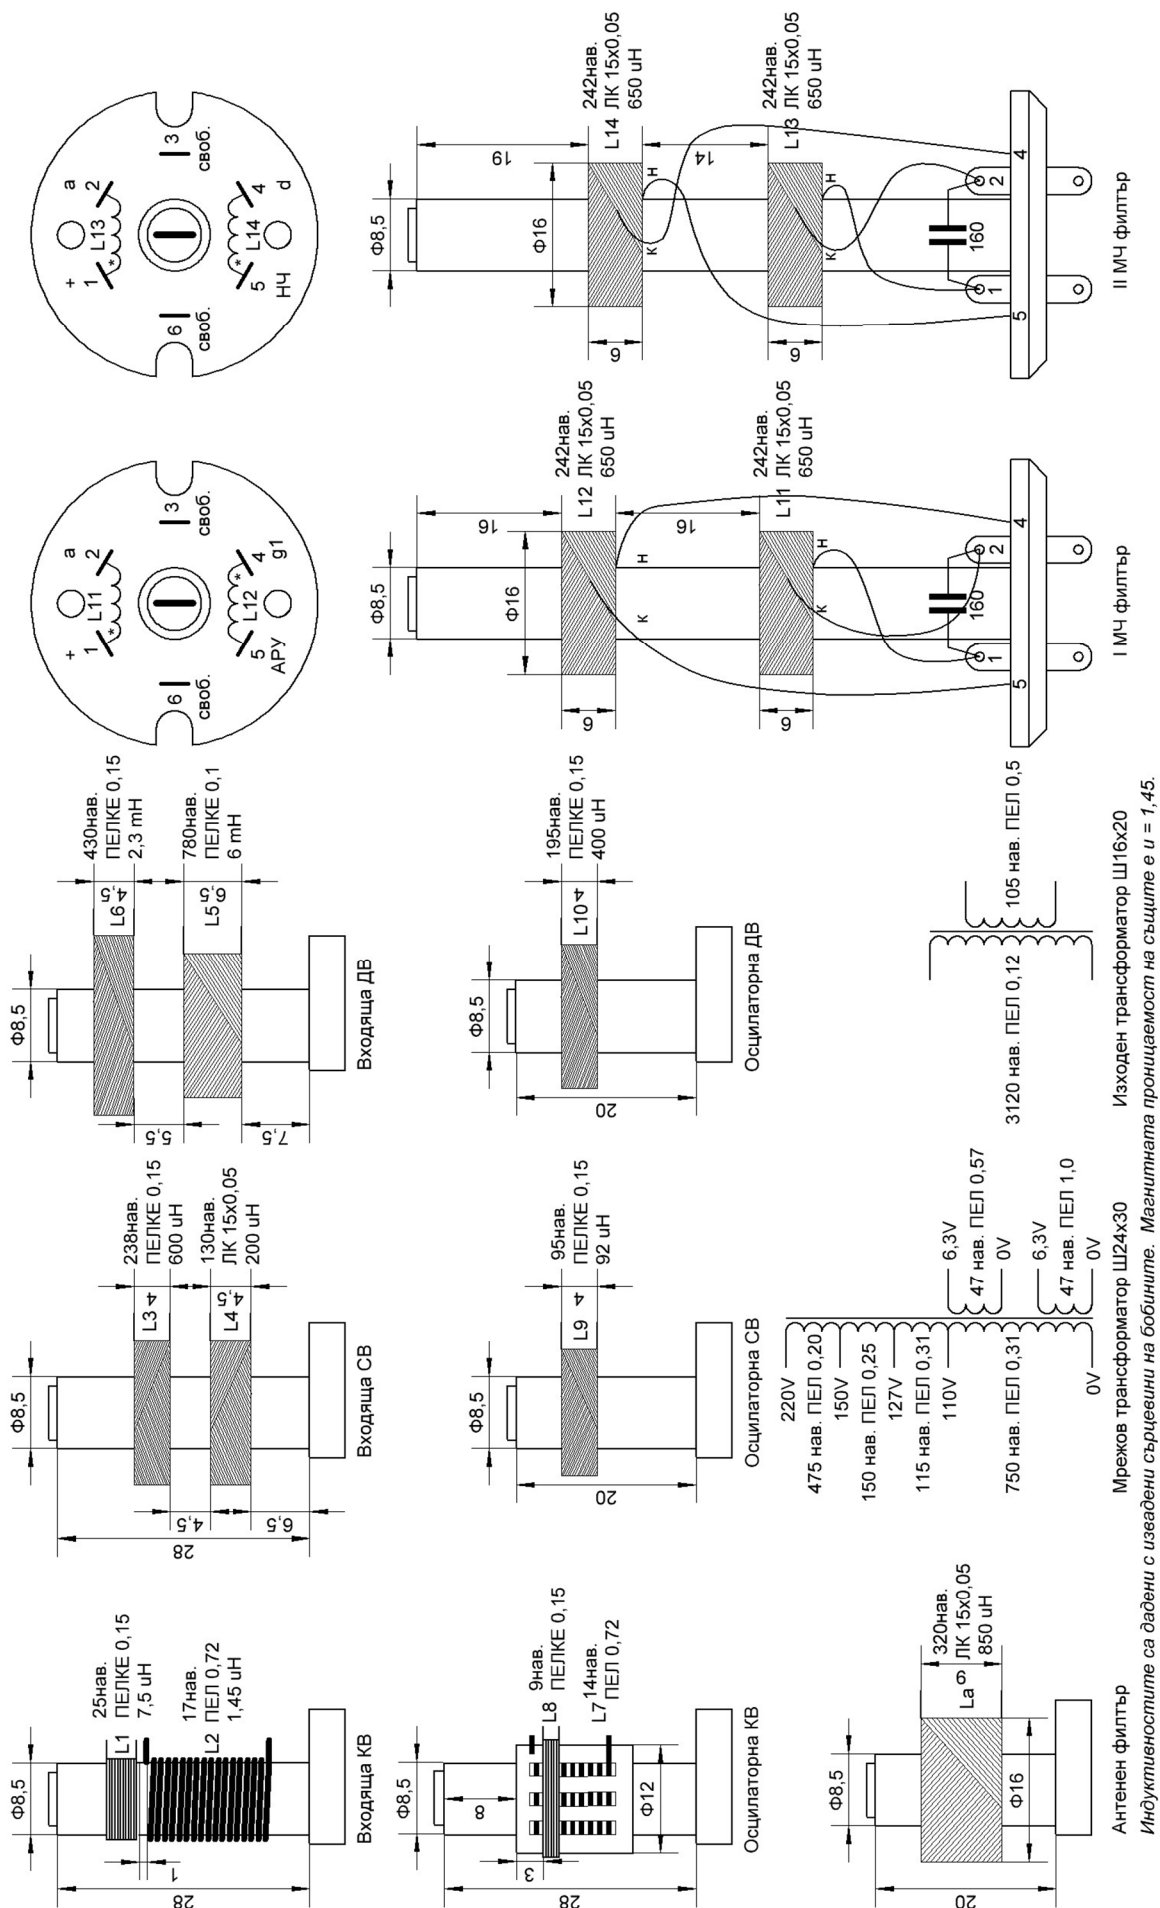 Φ8,5
25нав.
ПЕЛКЕ 0,15
7,5 uH
L1
17нав.
ПЕЛ 0,72
1,45 uH
L2
1
28
Входяща КВ
Φ8,5
238нав.
ПЕЛКЕ 0,15
600 uH
L3
4
130нав.
ЛК 15x0,05
200 uH
L4
4,5
4,5
6,5
28
Входяща СВ
Φ8,5
430нав.
ПЕЛКЕ 0,15
2,3 mH
L6
4,5
780нав.
ПЕЛКЕ 0,1
6 mH
L5
6,5
5,5
7,5
Входяща ДВ
+
a
1
*
L11
2
6
своб.
3
своб.
5
L12
*
4
АРУ
g1
+
a
1
*
L13
2
6
своб.
3
своб.
5
*
L14
4
НЧ
d
Φ8,5
8
9нав.
ПЕЛКЕ 0,15
L8
14нав.
ПЕЛ 0,72
L7
3
Φ12
28
Осцилаторна КВ
Φ8,5
95нав.
ПЕЛКЕ 0,15
92 uH
L9
4
20
Осцилаторна СВ
Φ8,5
195нав.
ПЕЛКЕ 0,15
400 uH
L10
4
20
Осцилаторна ДВ
Φ8,5
16
242нав.
ЛК 15x0,05
650 uH
L12
Φ16
6
н
к
16
242нав.
ЛК 15x0,05
650 uH
L11
6
н
к
160
1
2
5
4
I МЧ филтър
Φ8,5
19
242нав.
ЛК 15x0,05
650 uH
L14
Φ16
6
н
к
14
242нав.
ЛК 15x0,05
650 uH
L13
6
н
к
160
1
2
5
4
II МЧ филтър
Φ8,5
320нав.
ЛК 15x0,05
850 uH
La
9
Φ16
20
Антенен филтър
220V
475 нав. ПЕЛ 0,20
150V
150 нав. ПЕЛ 0,25
127V
115 нав. ПЕЛ 0,31
110V
750 нав. ПЕЛ 0,31
0V
6,3V
47 нав. ПЕЛ 0,57
0V
6,3V
47 нав. ПЕЛ 1,0
0V
Мрежов трансформатор Ш24x30
3120 нав. ПЕЛ 0,12
105 нав. ПЕЛ 0,5
Изходен трансформатор Ш16x20
Индуктивностите са дадени с извадени сърцевини на бобините. Магнитната проницаемост на същите е u = 1,45.